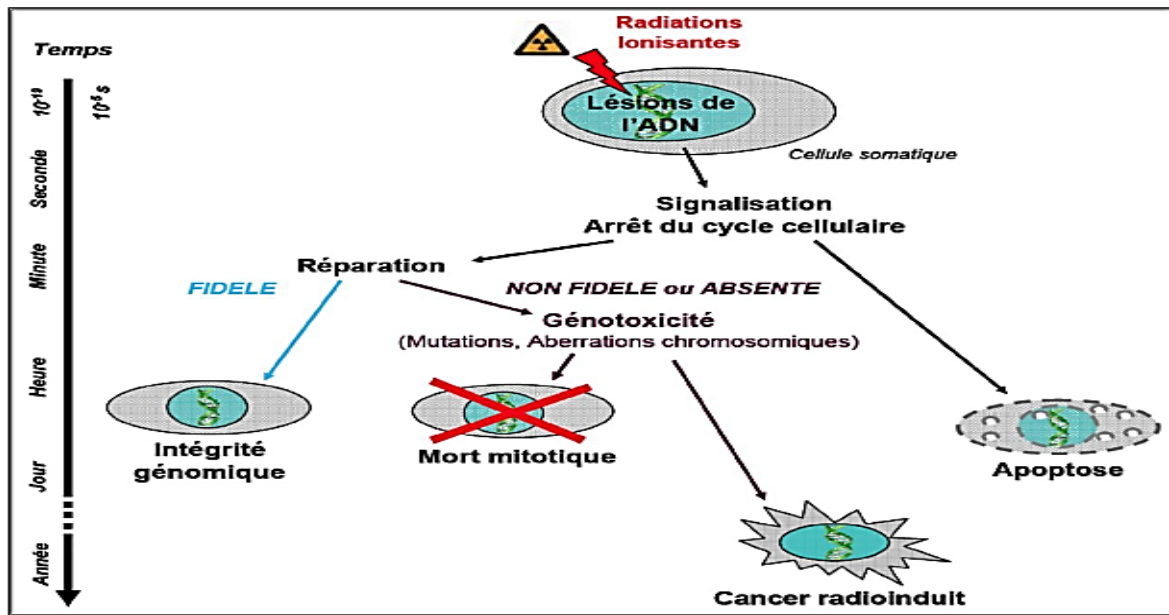 Temps
Radiations
Ionisantes
10⁻¹⁹
10⁻⁵s
Lésions de
l'ADN
Cellule somatique
Seconde
Signalisation
Arrêt du cycle cellulaire
Minute
Réparation
FIDELE
NON FIDELE ou ABSENTE
Génotoxicité
(Mutations, Aberrations chromosomiques)
Heure
Intégrité
génomique
Mort mitotique
Apoptose
Jour
Année
Cancer radioinduit